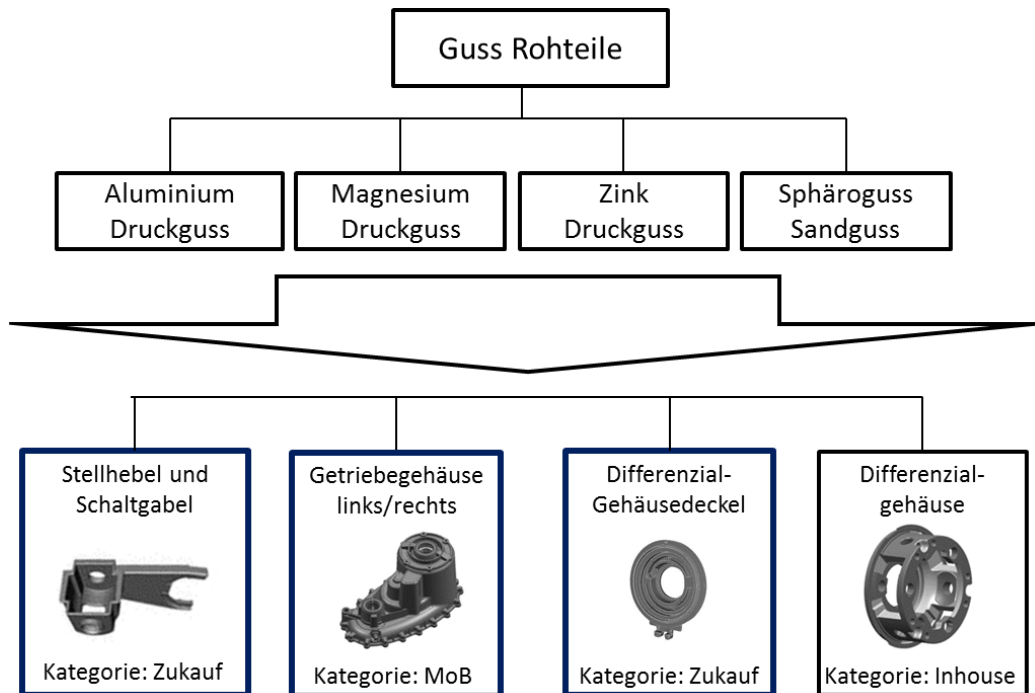 Guss Rohteile
Aluminium
Druckguss
Magnesium
Druckguss
Zink
Druckguss
Sphäroguss
Sandguss
Stellhebel und
Schaltgabel
Kategorie: Zukauf
Getriebegehäuse
links/rechts
Kategorie: MoB
Differenzial-
Gehäusedeckel
Kategorie: Zukauf
Differenzial-
gehäuse
Kategorie: Inhouse